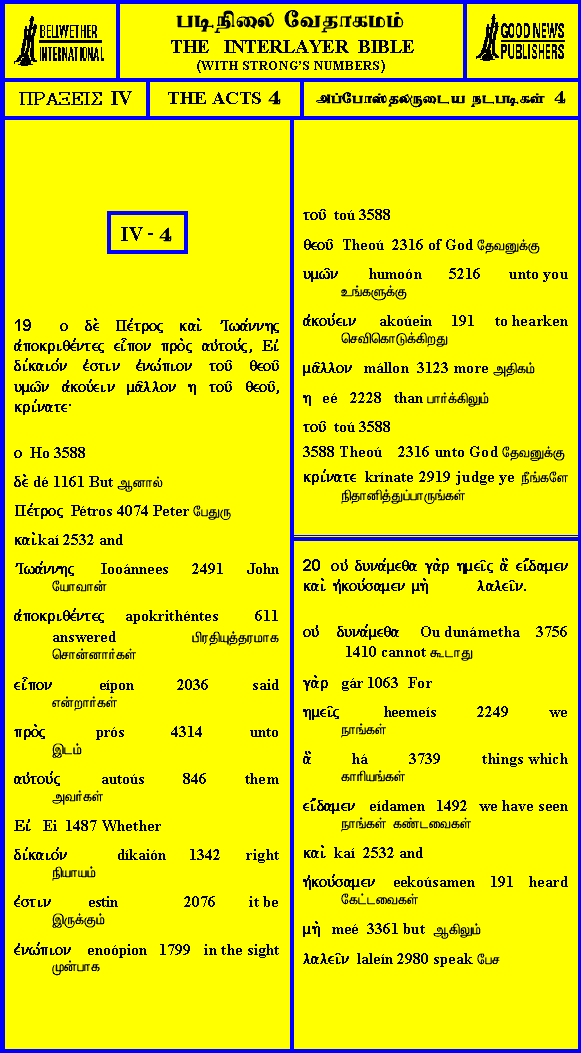 BELLWETHER
INTERNATIONAL
படிநிலை வேதாகமம்
THE INTERLAYER BIBLE
(WITH STRONG'S NUMBERS)
GOOD NEWS
PUBLISHERS
ΠΡΑΞΕΙΣ IV
THE ACTS 4
அப்போஸ்தலருடைய நடபடிகள் 4
IV - 4
19 ο δὲ Πέτρος καὶ Ἰωάννης
ἀποκριθέντες εἶπον πρὸς αὐτούς, Εἰ
δίκαιόν ἐστιν ἐνώπιον τοῦ θεοῦ
υμῶν ἀκούειν μᾶλλον η τοῦ θεοῦ,
κρίνατε·
ο Ho 3588
δὲ dé 1161 But ஆனால்
Πέτρος Pétros 4074 Peter பேதுரு
καὶ kaí 2532 and
Ἰωάννης Iooánnees 2491 John
யோவான்
ἀποκριθέντες apokrithéntes 611
answered பிரதியுத்தரமாக
சொன்னார்கள்
εἶπον eípon 2036 said
என்றார்கள்
πρὸς prós 4314 unto
இடம்
αὐτούς autoús 846 them
அவர்கள்
Εἰ Ei 1487 Whether
δίκαιόν díkaión 1342 right
நியாயம்
ἐστιν estin 2076 it be
இருக்கும்
ἐνώπιον enoópion 1799 in the sight
முன்பாக
τοῦ toú 3588
θεοῦ Theoú 2316 of God தேவனுக்கு
υμῶν humoón 5216 unto you
உங்களுக்கு
ἀκούειν akoúein 191 to hearken
செவிகொடுக்கிறது
μᾶλλον mállon 3123 more அதிகம்
η eé 2228 than பார்க்கிலும்
τοῦ toú 3588
3588 Theoú 2316 unto God தேவனுக்கு
κρίνατε krínate 2919 judge ye நீங்களே
நிதானித்துப்பாருங்கள்
20 οὐ δυνάμεθα γὰρ ημεῖς ἃ εἴδαμεν
καὶ ἠκούσαμεν μὴ λαλεῖν.
οὐ δυνάμεθα Ou dunámetha 3756
1410 cannot கூடாது
γὰρ gár 1063 For
ημεῖς heemeís 2249 we
நாங்கள்
ἃ há 3739 things which
காரியங்கள்
εἴδαμεν eídamen 1492 we have seen
நாங்கள் கண்டவைகள்
καὶ kaí 2532 and
ἠκούσαμεν eekoúsamen 191 heard
கேட்டவைகள்
μὴ meé 3361 but ஆகிலும்
λαλεῖν laleín 2980 speak பேச